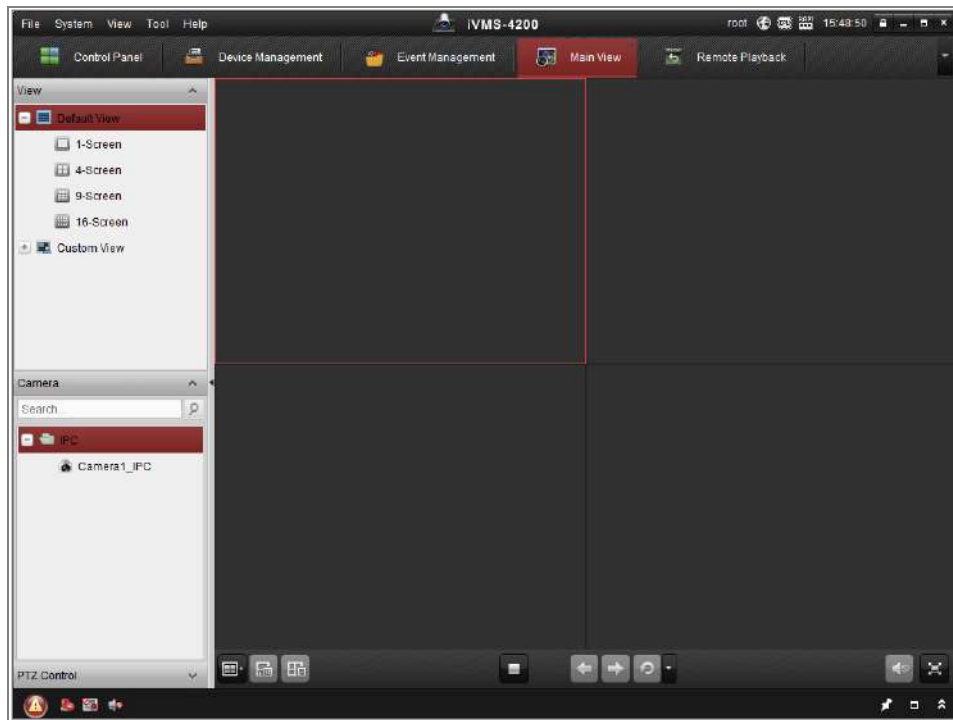 File System View Tool Help iVMS-4200 root 15:48:50
Control Panel Device Management Event Management Main View Remote Playback
View
Default View
1-Screen
4-Screen
9-Screen
16-Screen
Custom View
Camera
Search...
IPC
Camera1_IPC
PTZ Control